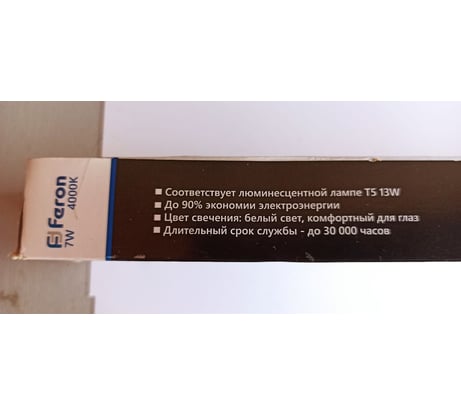 Feron
7W 4000K
Соответствует люминесцентной лампе T5 13W
До 90% экономии электроэнергии
Цвет свечения: белый свет, комфортный для глаз
Длительный срок службы - до 30 000 часов